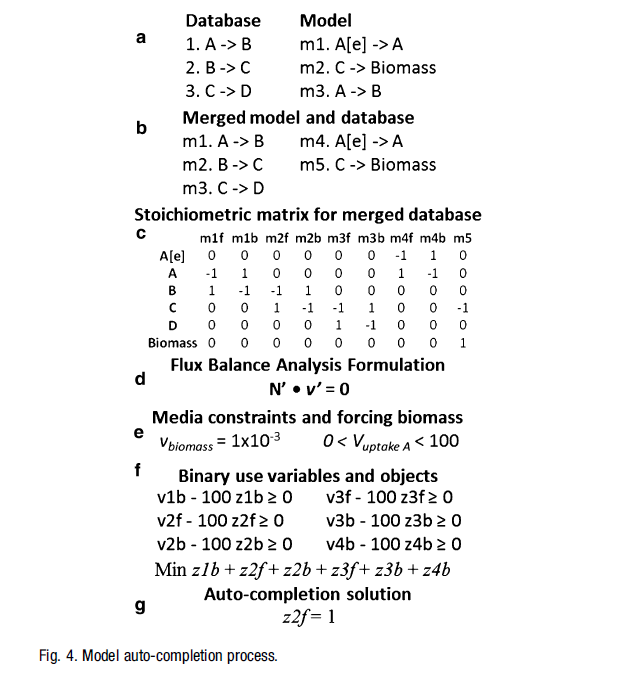 Database Model
a
1. A -> B m1. A[e] -> A
2. B -> C m2. C -> Biomass
3. C -> D m3. A -> B
Merged model and database
b
m1. A -> B m4. A[e] -> A
m2. B -> C m5. C -> Biomass
m3. C -> D
Stoichiometric matrix for merged database
c
m1f m1b m2f m2b m3f m3b m4f m4b m5
A[e] 0 0 0 0 0 0 -1 1 0
A -1 1 0 0 0 0 1 -1 0
B 1 -1 -1 1 0 0 0 0 0
C 0 0 1 -1 -1 1 0 0 -1
D 0 0 0 0 1 -1 0 0 0
Biomass 0 0 0 0 0 0 0 0 1
Flux Balance Analysis Formulation
d
N' • v' = 0
Media constraints and forcing biomass
e
Vbiomass = 1x10-3 0 < Vuptake A < 100
f
Binary use variables and objects
v1b - 100 z1b ≥ 0 v3f - 100 z3f ≥ 0
v2f - 100 z2f ≥ 0 v3b - 100 z3b ≥ 0
v2b - 100 z2b ≥ 0 v4b - 100 z4b ≥ 0
Min z1b + z2f + z2b + z3f + z3b + z4b
Auto-completion solution
g
z2f = 1
Fig. 4. Model auto-completion process.